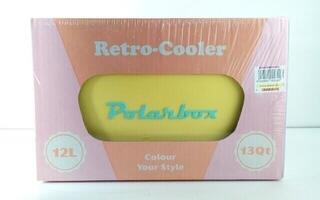 Retro-Cooler
Polarbox
12L
13Qt
Colour
Your Style